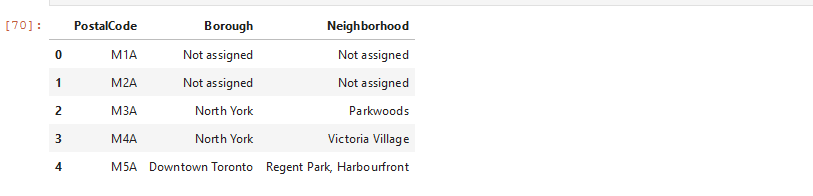 [70]:
PostalCode Borough Neighborhood
0 M1A Not assigned Not assigned
1 M2A Not assigned Not assigned
2 M3A North York Parkwoods
3 M4A North York Victoria Village
4 M5A Downtown Toronto Regent Park, Harbourfront